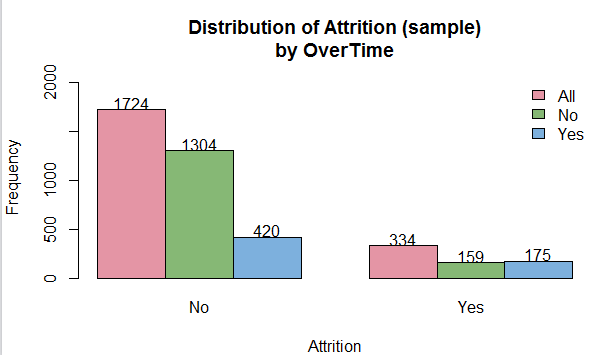 Distribution of Attrition (sample)
by OverTime
Frequency
2000
1000
500
0
1724
1304
420
334
159
175
All
No
Yes
No
Yes
Attrition